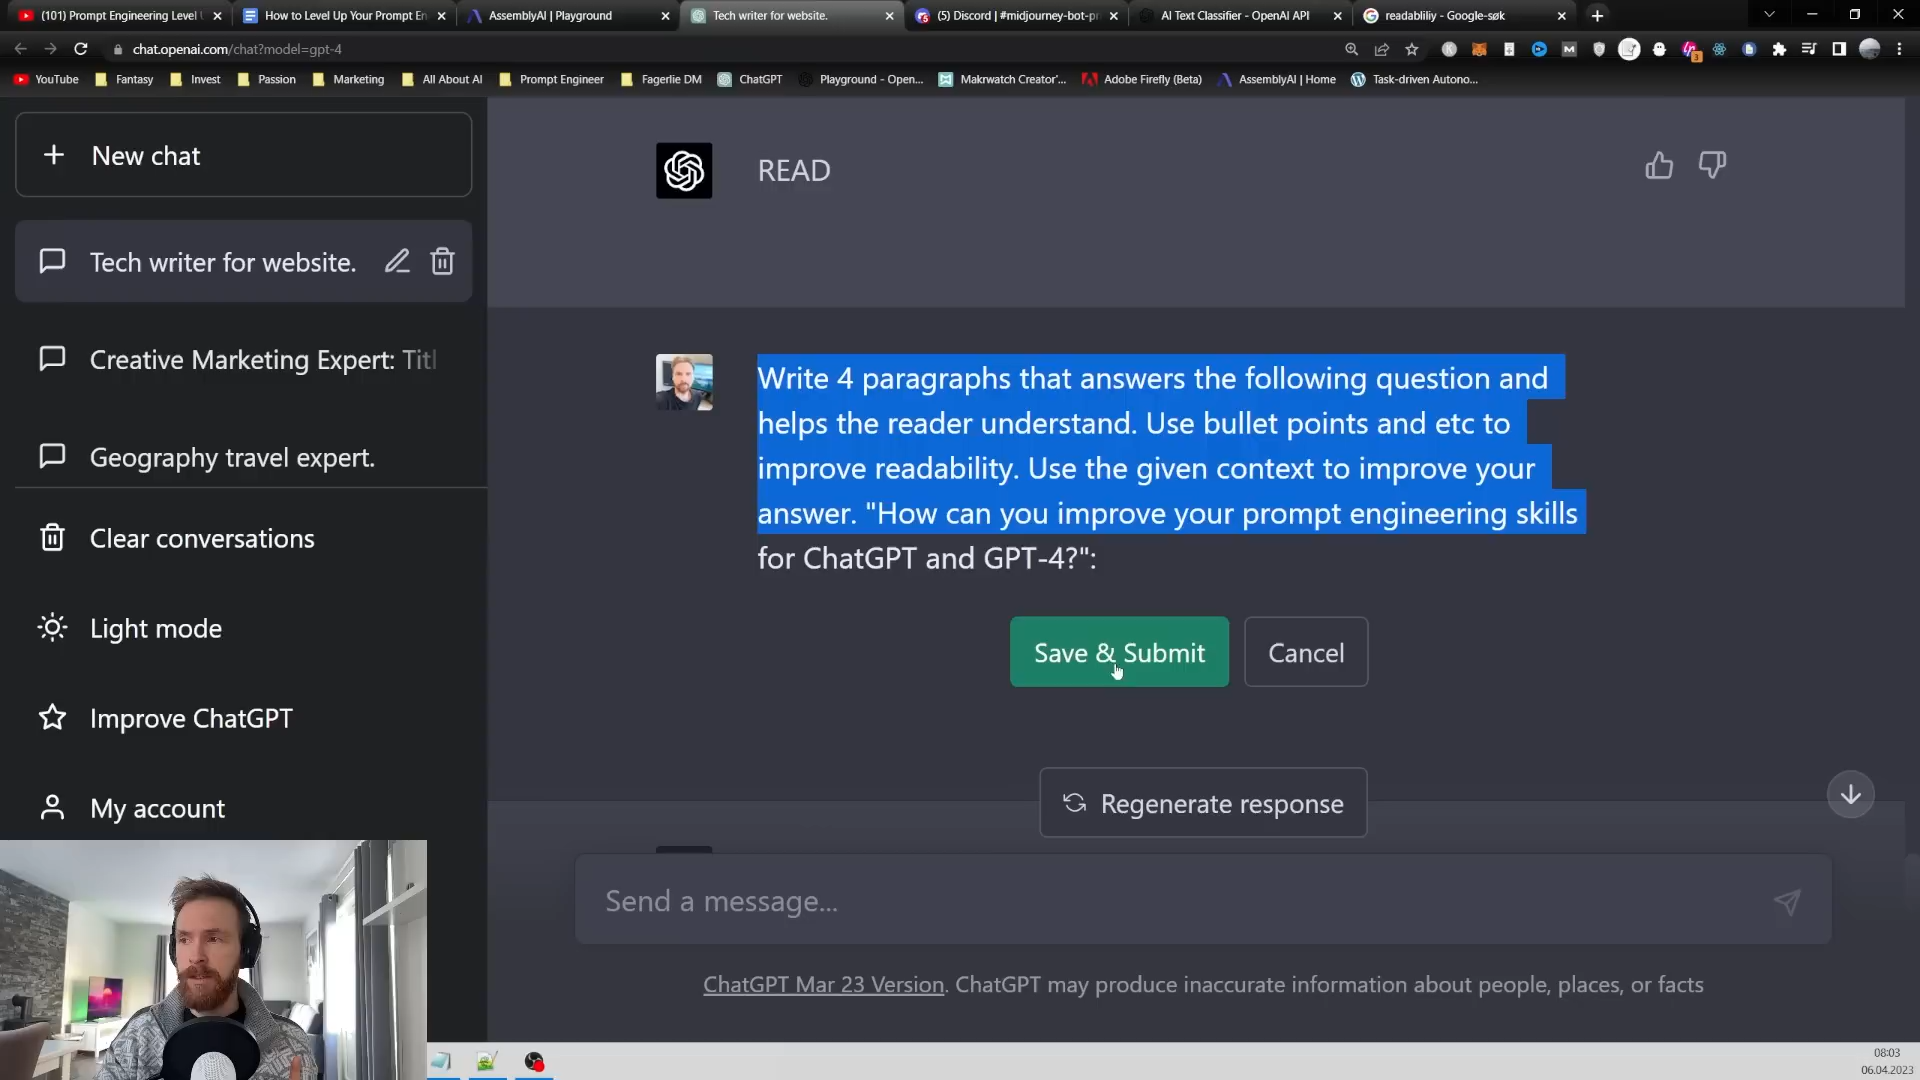 (101) Prompt Engineering Level U
How to Level Up Your Prompt En
AssemblyAI | Playground
Tech writer for website.
(5) Discord | #midjourney-bot-pr
AI Text Classifier - OpenAI API
readabliliy - Google-søk
chat.openai.com/chat?model=gpt-4
YouTube
Fantasy
Invest
Passion
Marketing
All About AI
Prompt Engineer
Fagerlie DM
ChatGPT
Playground - Open...
Makrwatch Creator'...
Adobe Firefly (Beta)
AssemblyAI | Home
Task-driven Autono...
New chat
Tech writer for website.
Creative Marketing Expert: Titl
Geography travel expert.
Clear conversations
Light mode
Improve ChatGPT
My account
READ
Write 4 paragraphs that answers the following question and
helps the reader understand. Use bullet points and etc to
improve readability. Use the given context to improve your
answer. "How can you improve your prompt engineering skills
for ChatGPT and GPT-4?":
Save & Submit
Cancel
Regenerate response
Send a message...
ChatGPT Mar 23 Version. ChatGPT may produce inaccurate information about people, places, or facts
08:03
06.04.2023